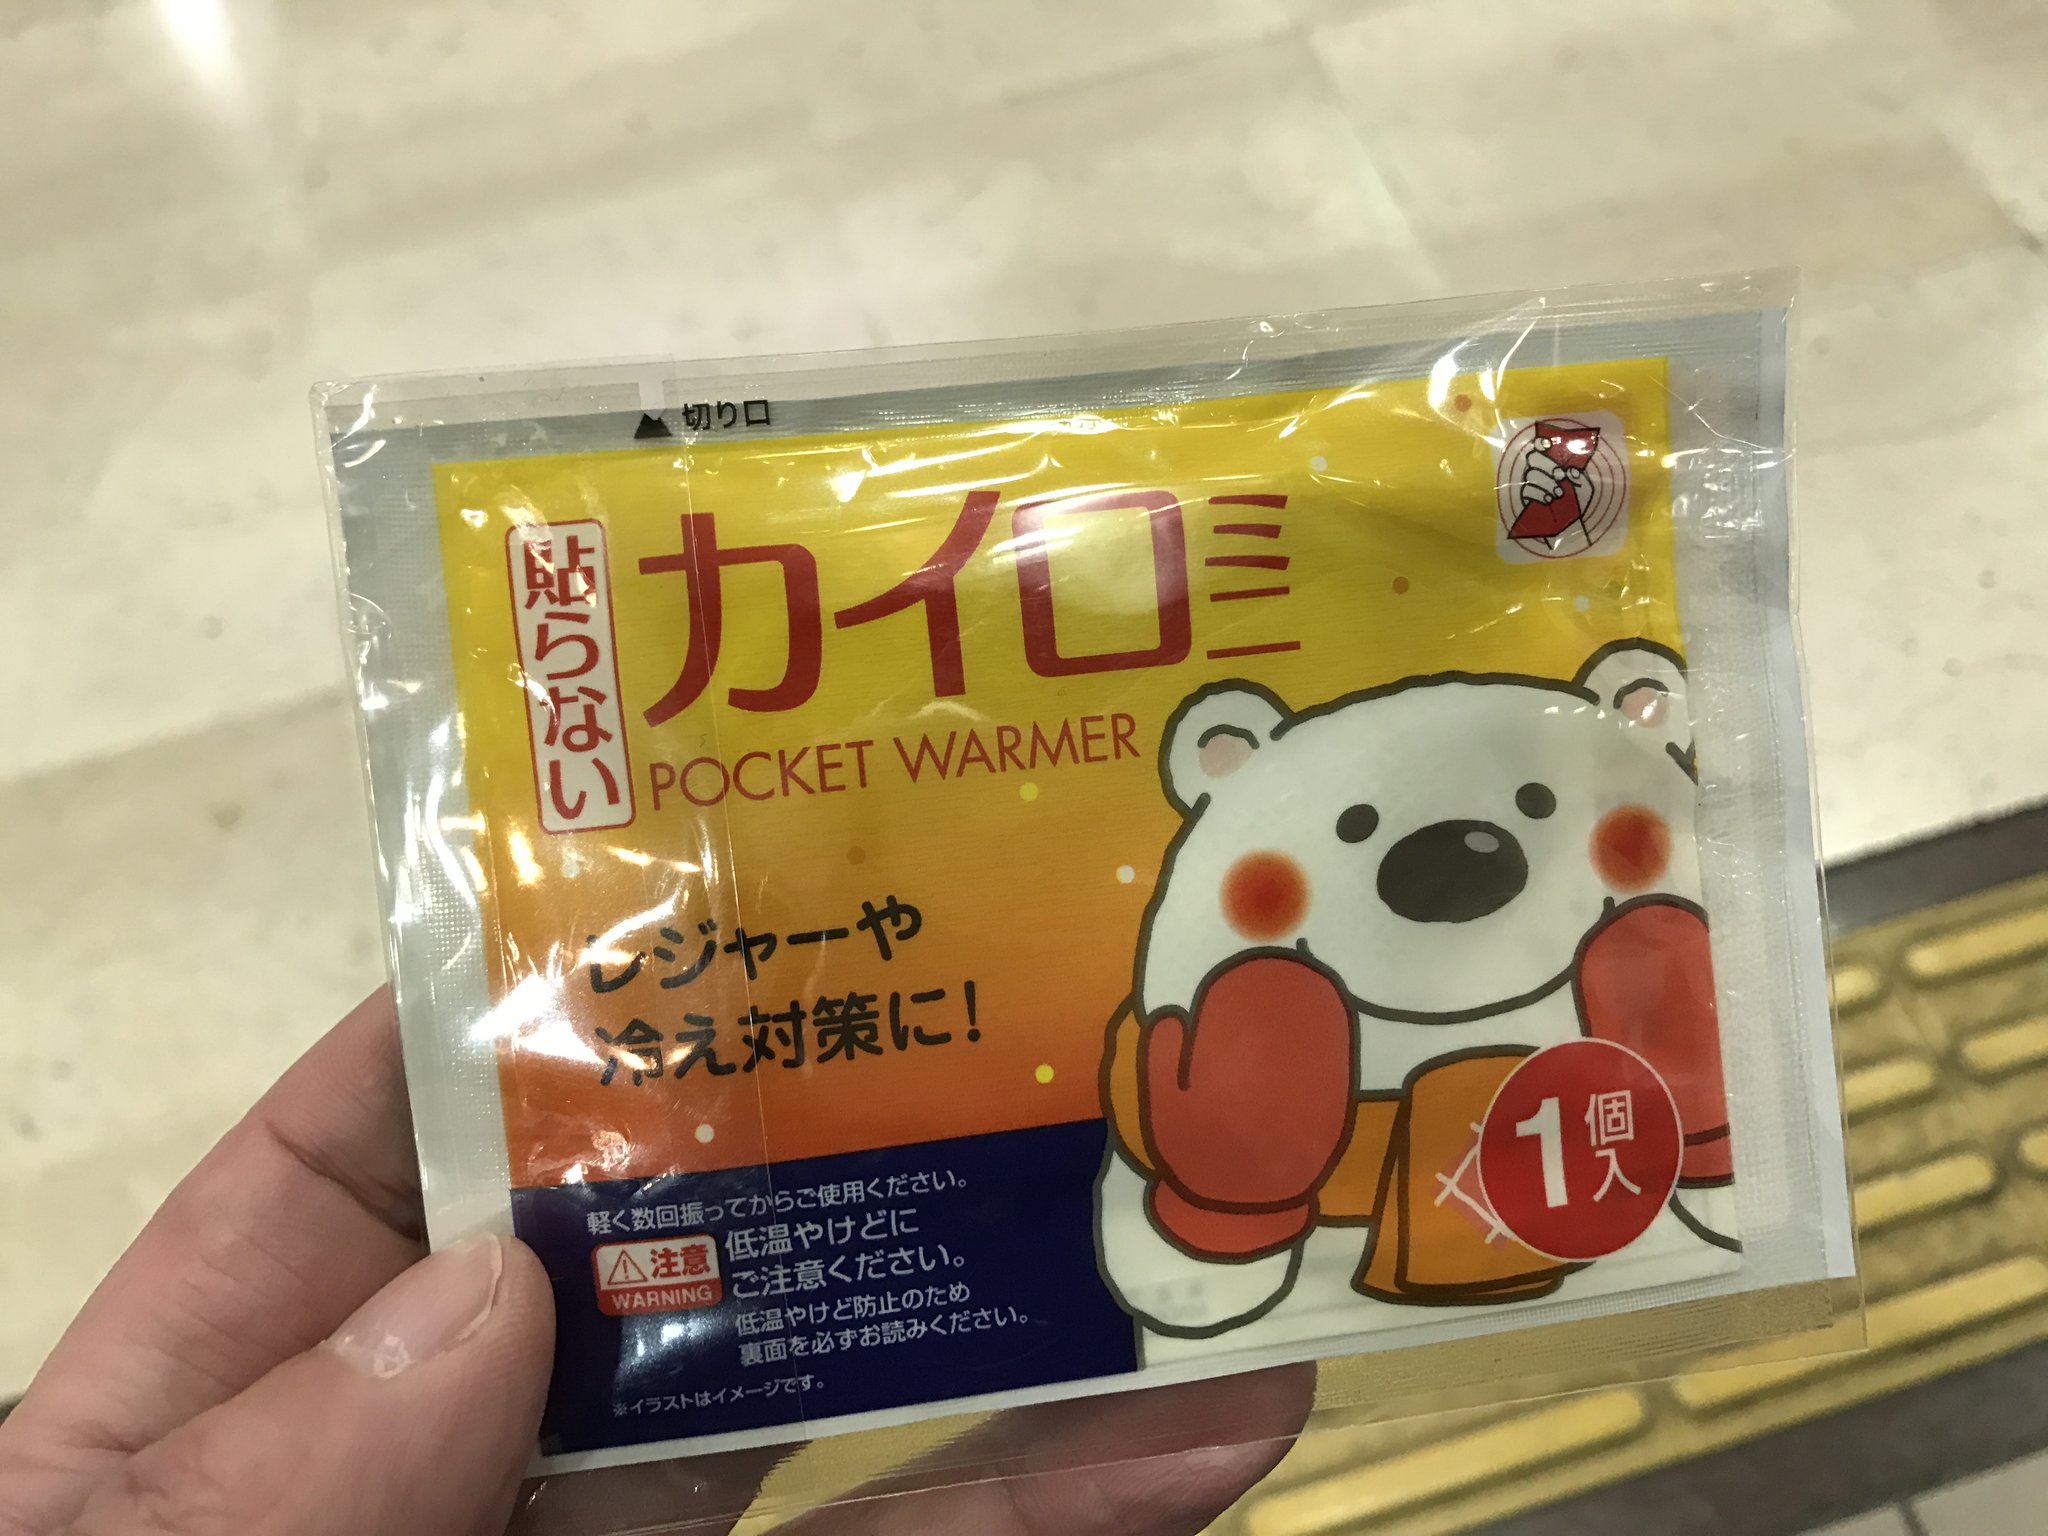 切り口
貼らない
カイロ
POCKET WARMER
レジャーや
冷え対策に!
1個入
軽く数回振ってからご使用ください。
注意
WARNING
低温やけどに
ご注意ください。
低温やけど防止のため
裏面を必ずお読みください。
※イラストはイメージです。